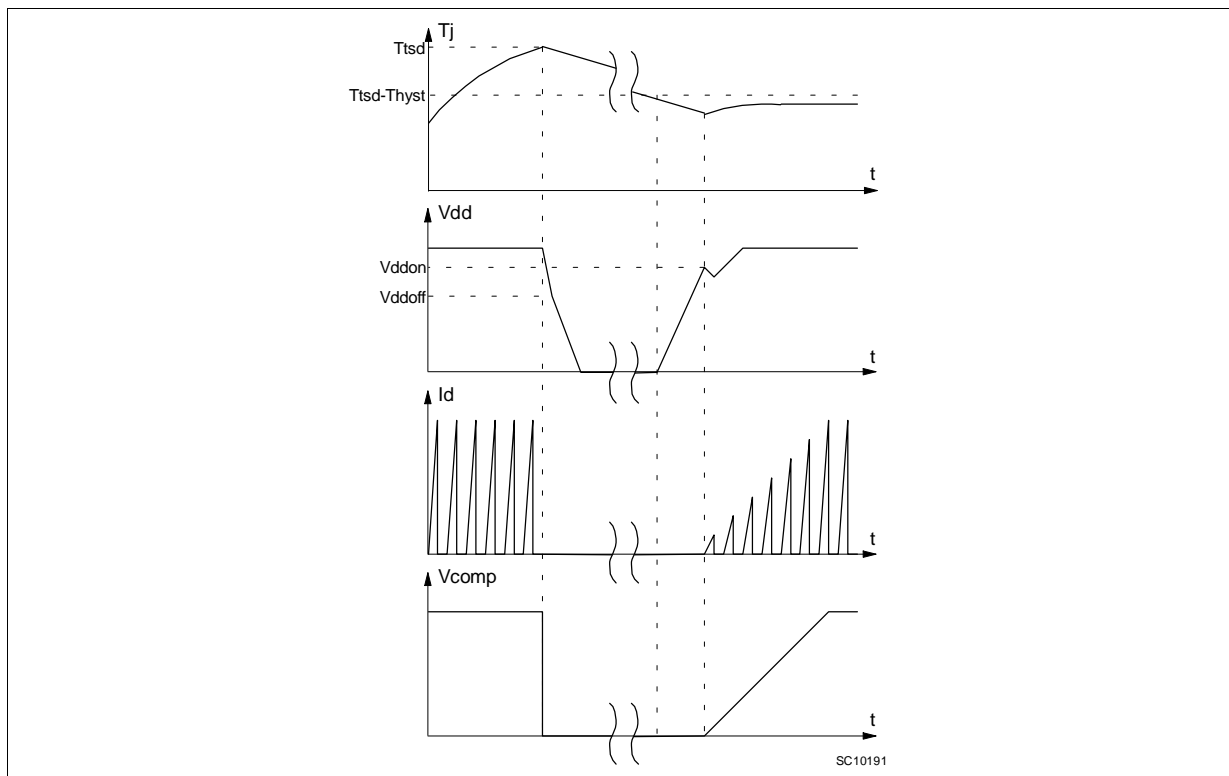 Tj
Ttsd
Ttsd-Thyst
t
Vdd
Vddon
Vddoff
t
Id
t
Vcomp
t
SC10191